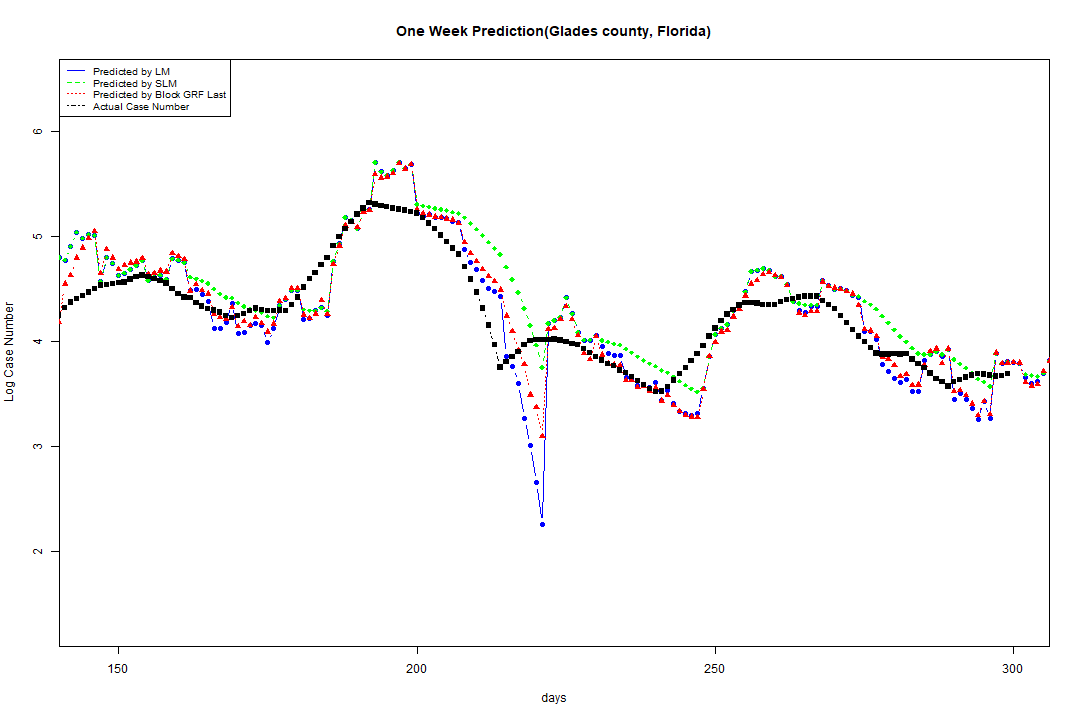 One Week Prediction(Glades county, Florida)
Predicted by LM
Predicted by SLM
Predicted by Block GRF Last
Actual Case Number
6
5
4
3
2
Log Case Number
150
200
250
300
days